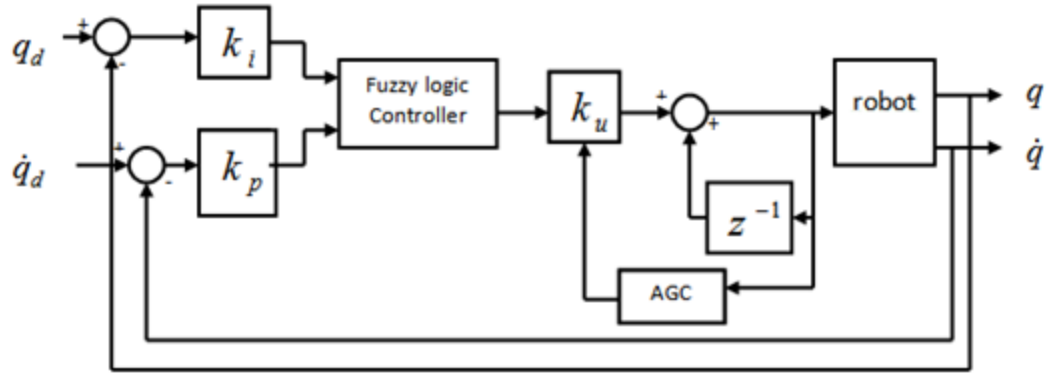 q_d
+
-
k_i
Fuzzy logic
Controller
k_u
+
+
robot
q
q̇
q̇_d
+
-
k_p
z^{-1}
AGC